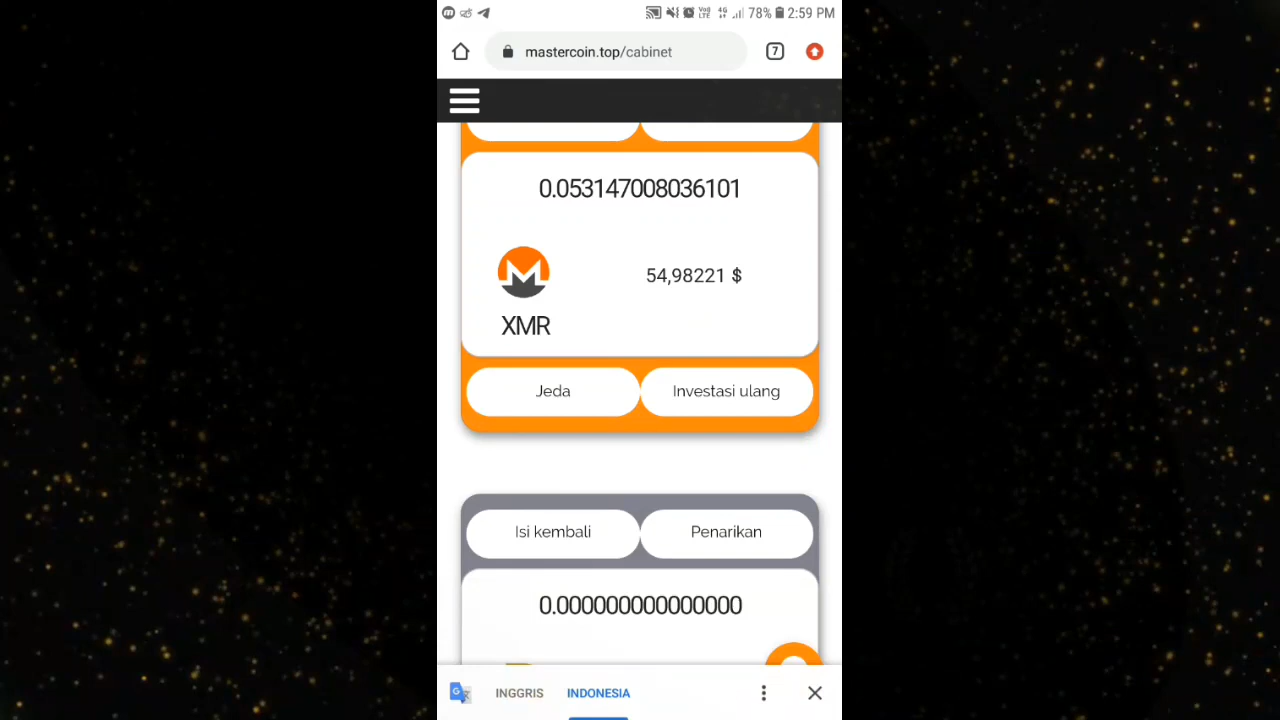 78% 2:59 PM
mastercoin.top/cabinet
7
0.053147008036101
54,98221 $
XMR
Jeda
Investasi ulang
Isi kembali
Penarikan
0.000000000000000
INGGRIS
INDONESIA